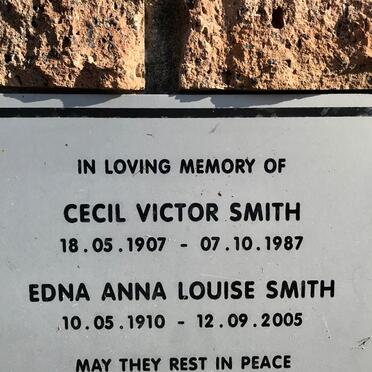 IN LOVING MEMORY OF
CECIL VICTOR SMITH
18.05.1907 - 07.10.1987
EDNA ANNA LOUISE SMITH
10.05.1910 - 12.09.2005
MAY THEY REST IN PEACE